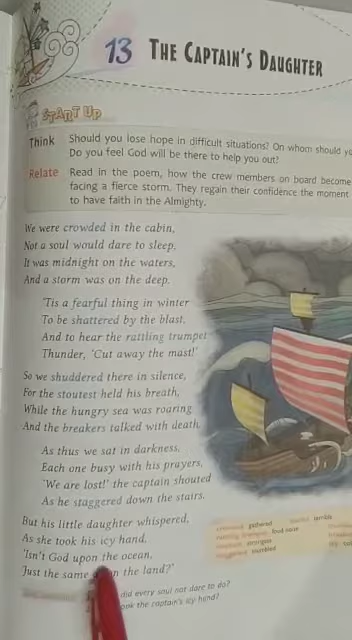 13 THE CAPTAIN'S DAUGHTER
START UP
Think Should you lose hope in difficult situations? On whom should
Do you feel God will be there to help you out?
Relate Read in the poem, how the crew members on board become
facing a fierce storm. They regain their confidence the moment
to have faith in the Almighty.
We were crowded in the cabin,
Not a soul would dare to sleep,
It was midnight on the waters,
And a storm was on the deep.
'Tis a fearful thing in winter
To be shattered by the blast,
And to hear the rattling trumpet
Thunder, 'Cut away the mast!'
So we shuddered there in silence,
For the stoutest held his breath,
While the hungry sea was roaring
And the breakers talked with death.
As thus we sat in darkness,
Each one busy with his prayers,
'We are lost!' the captain shouted
As he staggered down the stairs.
But his little daughter whispered,
As she took his icy hand,
'Isn't God upon the ocean,
Just the same the land?'
gathered terrible
loud noise
strongest
stumbled
did every soul not dare to do?
the captain's icy hand?